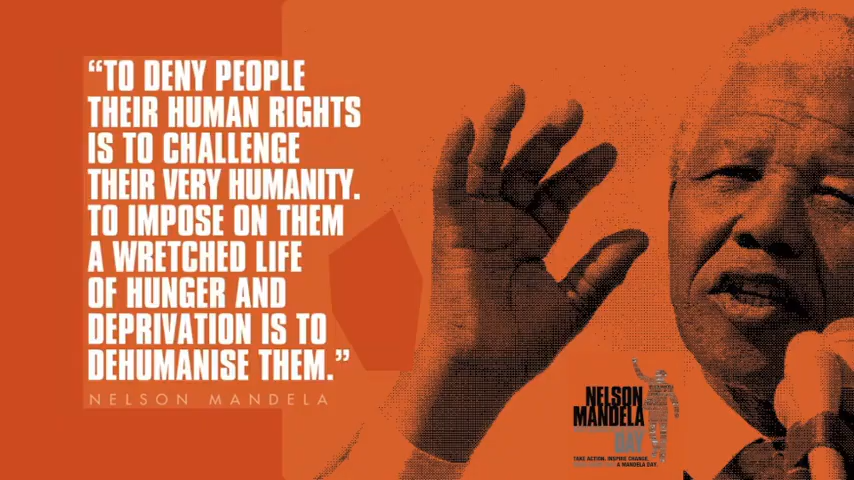 “TO DENY PEOPLE
THEIR HUMAN RIGHTS
IS TO CHALLENGE
THEIR VERY HUMANITY.
TO IMPOSE ON THEM
A WRETCHED LIFE
OF HUNGER AND
DEPRIVATION IS TO
DEHUMANISE THEM.”
NELSON MANDELA
NELSON
MANDELA
DAY
TAKE ACTION. INSPIRE CHANGE.
A MANDELA DAY.